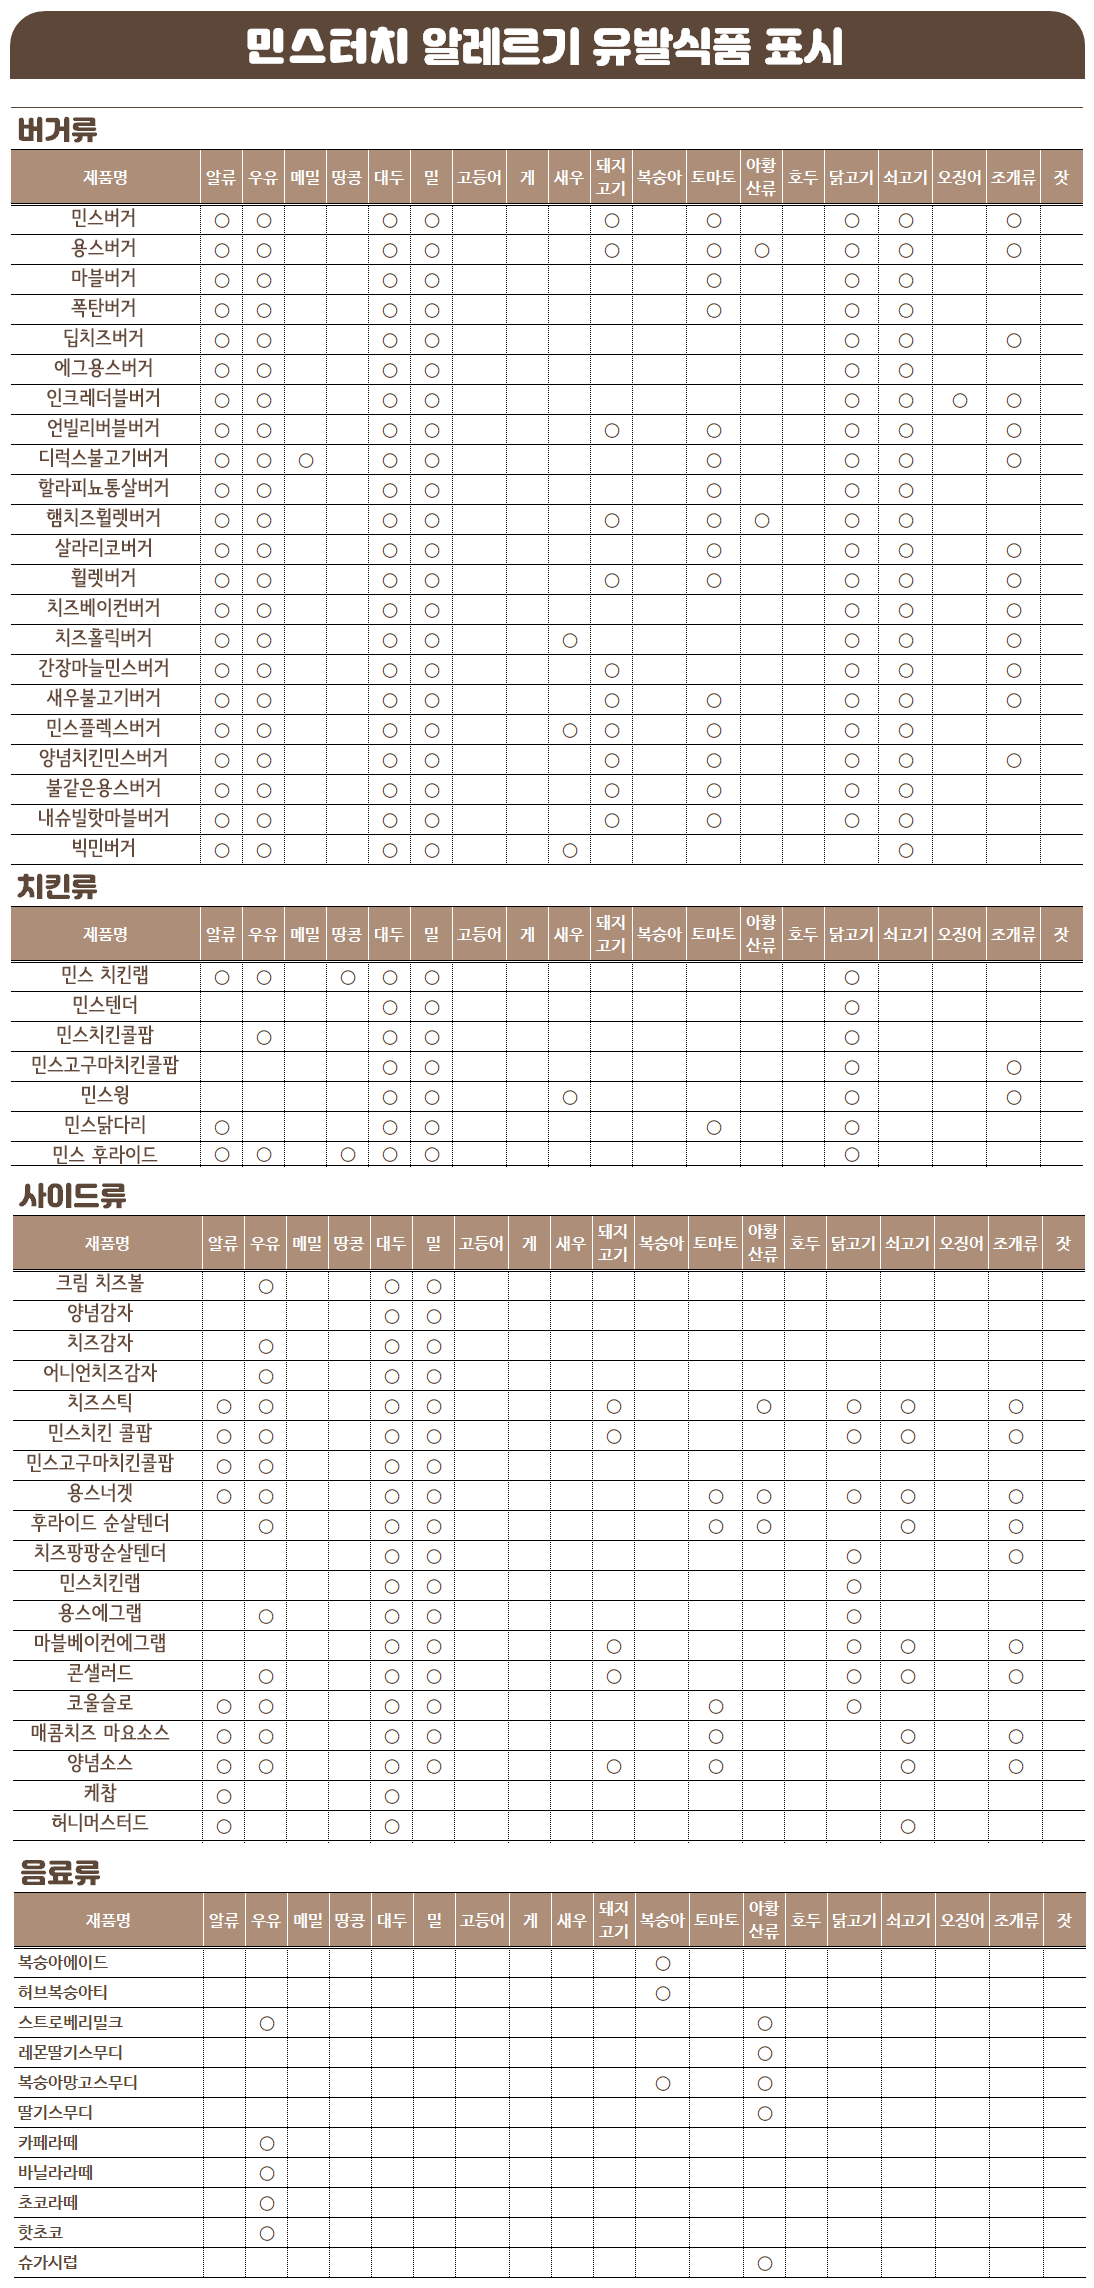 민스터치 알레르기 유발식품 표시
버거류
제품명 알류 우유 메밀 땅콩 대두 밀 고등어 게 새우 돼지고기 복숭아 토마토 아황산류 호두 닭고기 쇠고기 오징어 조개류 잣
민스버거 ○ ○ ○ ○ ○ ○ ○ ○ ○
용스버거 ○ ○ ○ ○ ○ ○ ○ ○ ○ ○
마블버거 ○ ○ ○ ○ ○ ○ ○
폭탄버거 ○ ○ ○ ○ ○ ○ ○
딥치즈버거 ○ ○ ○ ○ ○ ○ ○
에그용스버거 ○ ○ ○ ○ ○ ○
인크레더블버거 ○ ○ ○ ○ ○ ○ ○ ○
언빌리버블버거 ○ ○ ○ ○ ○ ○ ○ ○ ○
디럭스불고기버거 ○ ○ ○ ○ ○ ○ ○ ○ ○
할라피뇨통살버거 ○ ○ ○ ○ ○ ○ ○
햄치즈휠렛버거 ○ ○ ○ ○ ○ ○ ○ ○ ○
살라리코버거 ○ ○ ○ ○ ○ ○ ○ ○
휠렛버거 ○ ○ ○ ○ ○ ○ ○ ○ ○
치즈베이컨버거 ○ ○ ○ ○ ○ ○ ○
치즈홀릭버거 ○ ○ ○ ○ ○ ○ ○ ○
간장마늘민스버거 ○ ○ ○ ○ ○ ○ ○ ○
새우불고기버거 ○ ○ ○ ○ ○ ○ ○ ○ ○
민스플렉스버거 ○ ○ ○ ○ ○ ○ ○ ○ ○
양념치킨민스버거 ○ ○ ○ ○ ○ ○ ○ ○ ○
불같은용스버거 ○ ○ ○ ○ ○ ○ ○ ○
내슈빌핫마블버거 ○ ○ ○ ○ ○ ○ ○ ○
빅민버거 ○ ○ ○ ○ ○ ○
치킨류
제품명 알류 우유 메밀 땅콩 대두 밀 고등어 게 새우 돼지고기 복숭아 토마토 아황산류 호두 닭고기 쇠고기 오징어 조개류 잣
민스 치킨랩 ○ ○ ○ ○ ○ ○
민스텐더 ○ ○ ○
민스치킨콜팝 ○ ○ ○ ○
민스고구마치킨콜팝 ○ ○ ○ ○
민스윙 ○ ○ ○ ○ ○
민스닭다리 ○ ○ ○ ○ ○
민스 후라이드 ○ ○ ○ ○ ○ ○
사이드류
재품명 알류 우유 메밀 땅콩 대두 밀 고등어 게 새우 돼지고기 복숭아 토마토 아황산류 호두 닭고기 쇠고기 오징어 조개류 잣
크림 치즈볼 ○ ○ ○
양념감자 ○ ○
치즈감자 ○ ○ ○
어니언치즈감자 ○ ○ ○
치즈스틱 ○ ○ ○ ○ ○ ○ ○ ○ ○
민스치킨 콜팝 ○ ○ ○ ○ ○ ○ ○ ○
민스고구마치킨콜팝 ○ ○ ○ ○
용스너겟 ○ ○ ○ ○ ○ ○ ○ ○ ○
후라이드 순살텐더 ○ ○ ○ ○ ○ ○ ○
치즈팡팡순살텐더 ○ ○ ○ ○
민스치킨랩 ○ ○ ○
용스에그랩 ○ ○ ○ ○
마블베이컨에그랩 ○ ○ ○ ○ ○ ○
콘샐러드 ○ ○ ○ ○ ○ ○ ○
코울슬로 ○ ○ ○ ○ ○ ○
매콤치즈 마요소스 ○ ○ ○ ○ ○ ○ ○
양념소스 ○ ○ ○ ○ ○ ○ ○ ○
케찹 ○ ○
허니머스터드 ○ ○ ○
음료류
재품명 알류 우유 메밀 땅콩 대두 밀 고등어 게 새우 돼지고기 복숭아 토마토 아황산류 호두 닭고기 쇠고기 오징어 조개류 잣
복숭아에이드 ○
허브복숭아티 ○
스트로베리밀크 ○ ○
레몬딸기스무디 ○
복숭아망고스무디 ○ ○
딸기스무디 ○
카페라떼 ○
바닐라라떼 ○
초코라떼 ○
핫초코 ○
슈가시럽 ○